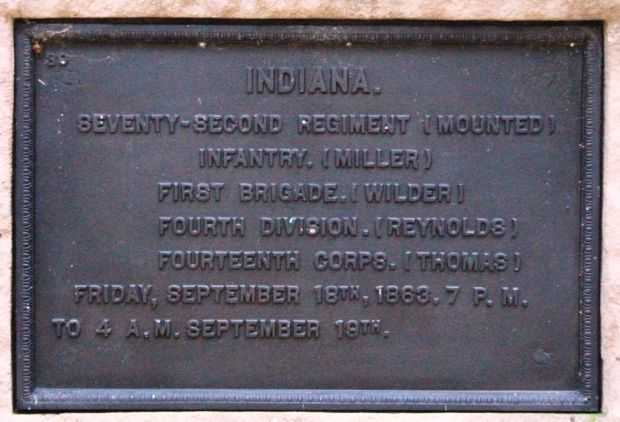 INDIANA.
SEVENTY-SECOND REGIMENT (MOUNTED)
INFANTRY. (MILLER)
FIRST BRIGADE. (WILDER)
FOURTH DIVISION. (REYNOLDS)
FOURTEENTH CORPS. (THOMAS)
FRIDAY, SEPTEMBER 18TH, 1863. 7 P. M.
TO 4 A.M. SEPTEMBER 19TH.